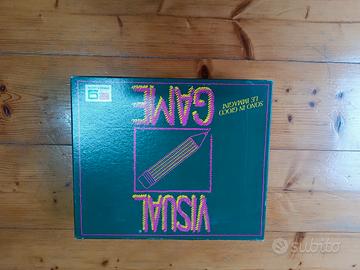 VISUAL
GAME
SONO IN GIOCO
LE IMMAGINI
subito